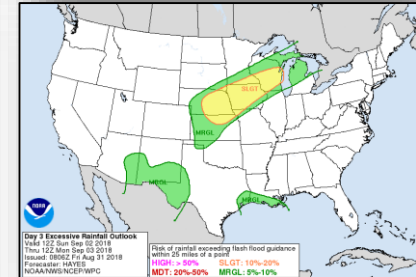 SLGT
MRGL
MRGL
MRGL
NOAA
Day 3 Excessive Rainfall Outlook
Valid 12Z Sun Sep 02 2018
Thru 12Z Mon Sep 03 2018
Issued: 0806Z Fri Aug 31 2018
Forecaster: HAYES
NOAA/NWS/NCEP/WPC
Risk of rainfall exceeding flash flood guidance
within 25 miles of a point
HIGH: > 50% SLGT: 10%-20%
MDT: 20%-50% MRGL: 5%-10%